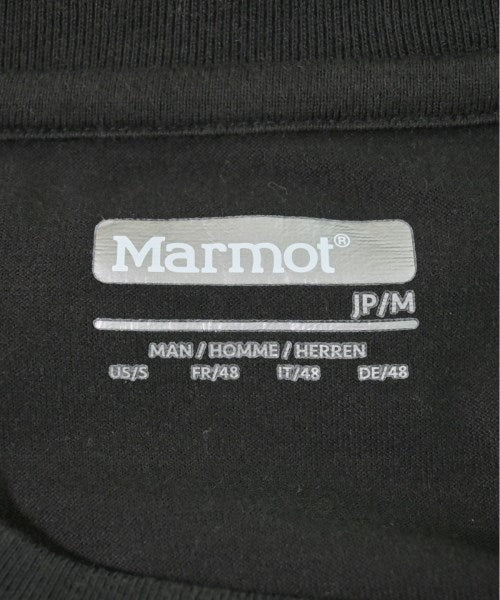 Marmot®
JP/M
MAN / HOMME / HERREN
US/S FR/48 IT/48 DE/48